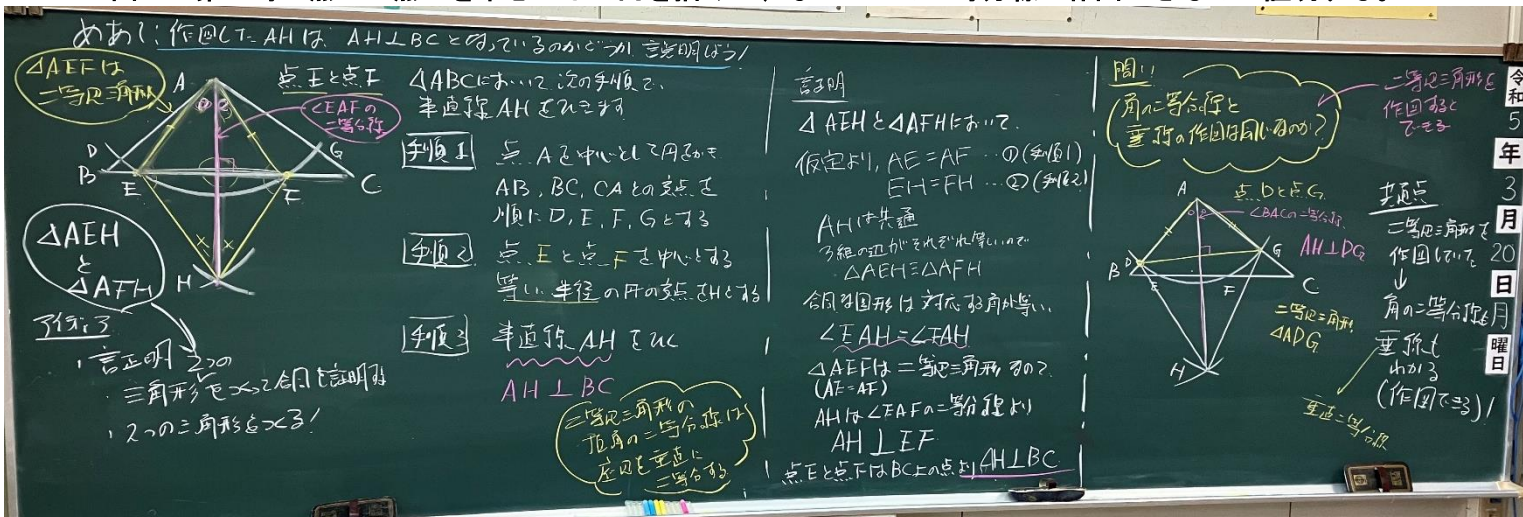 めあて:作図したAHは AH⊥BCとなっているのかどうか 説明しよう!
△AEFは
二等辺三角形
点Eと点F
∠EAFの
二等分線
A
D
B
E
F
G
C
H
△AEH
と
△AFH
アイディア
・証明 2つの
三角形をつくって合同を証明する
・2つの三角形をつくる!
△ABCにおいて次の手順で、
半直線AHをひきます
手順1 点Aを中心として円をかき
AB, BC, CAとの交点を
順にD, E, F, Gとする
手順2 点Eと点Fを中心とする
等しい半径の円の交点をHとする
手順3 半直線AHをひく
AH⊥BC
二等辺三角形の
頂角の二等分線は
底辺を垂直に
二等分する
証明
△AEHと△AFHにおいて、
仮定より, AE=AF …①(手順1)
EH=FH …②(手順2)
AHは共通
3組の辺がそれぞれ等しいので
△AEH≡△AFH
合同な図形は対応する角が等しい
∠EAH=∠FAH
△AEFは二等辺三角形なので
(AE=AF)
AHは∠EAFの二等分線より
AH⊥EF
点Eと点FはBC上の点より AH⊥BC
問い!
角の二等分線と
垂線の作図は同じなのか?
二等辺三角形を
作図すると
できる
点Dと点G
∠BACの二等分線
AH⊥DG
A
B
D
E
F
G
C
H
二等辺三角形
△ADG
共通点
二等辺三角形を
作図していて
↓
角の二等分線も
垂線も
わかる
(作図できる)!
垂直二等分線
令和5年3月20日月曜日